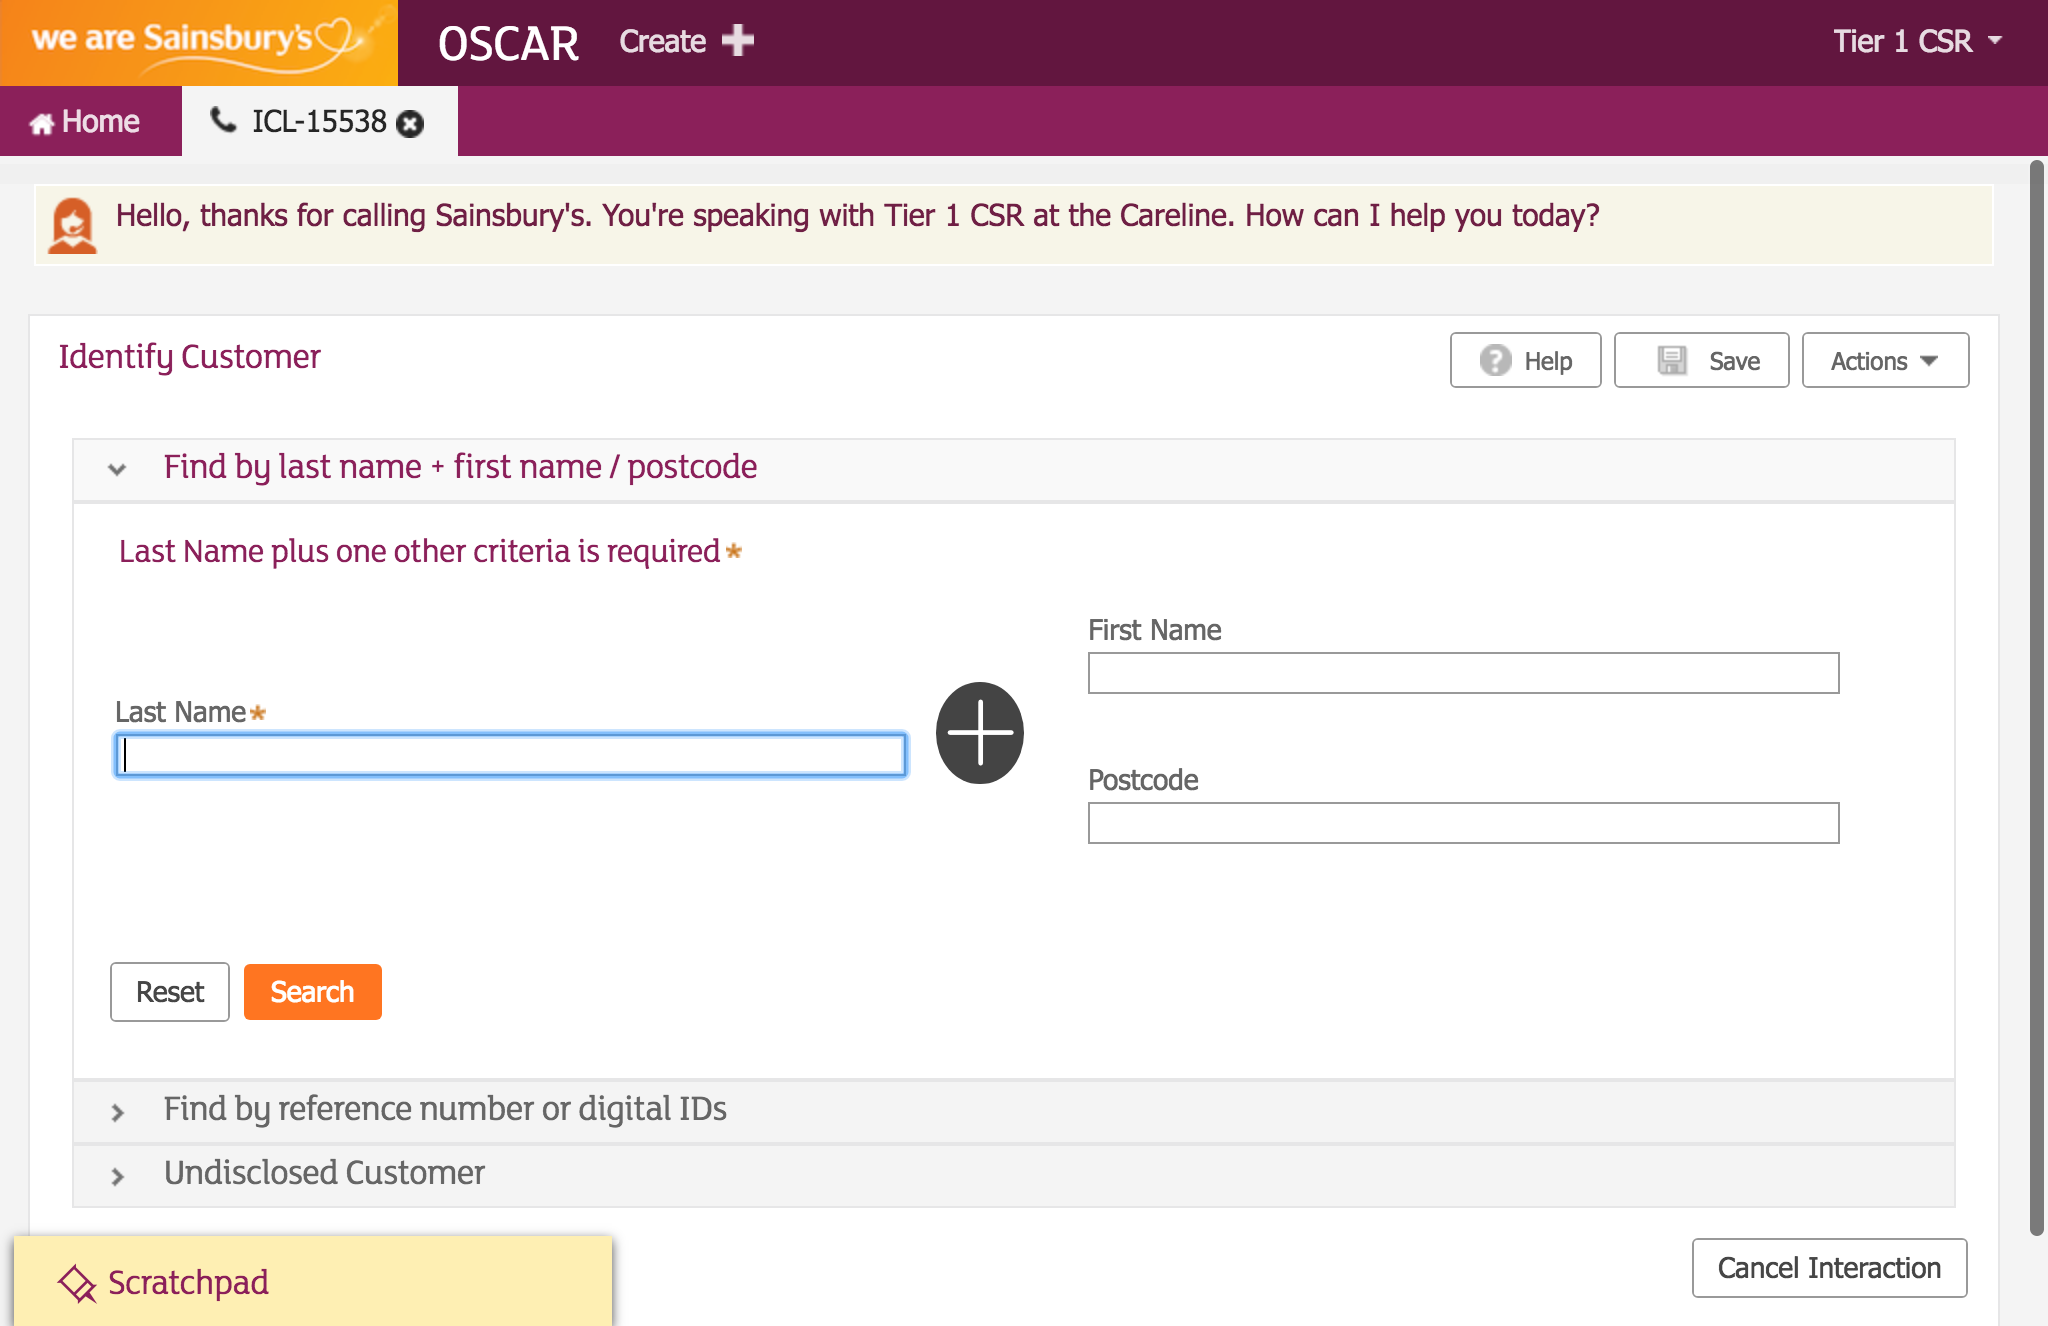 we are Sainsbury's
OSCAR Create Tier 1 CSR
Home ICL-15538
Hello, thanks for calling Sainsbury's. You're speaking with Tier 1 CSR at the Careline. How can I help you today?
Identify Customer
Help Save Actions
Find by last name + first name / postcode
Last Name plus one other criteria is required*
First Name
Last Name*
Postcode
Reset Search
Find by reference number or digital IDs
Undisclosed Customer
Scratchpad
Cancel Interaction